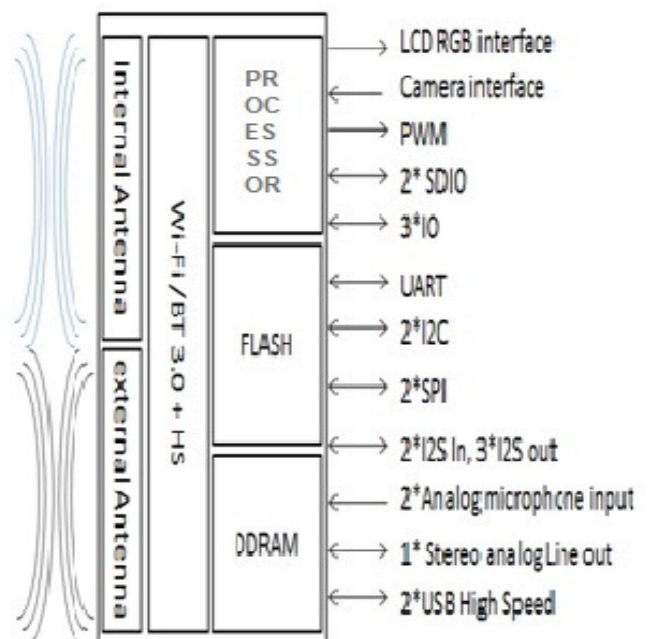 Internal Antenna
external Antenna
Wi-Fi/BT 3.0 + HS
PR
OC
ES
SS
OR
FLASH
DDRAM
LCD RGB interface
Camera interface
PWM
2* SDIO
3*IO
UART
2*I2C
2*SPI
2*I2S In, 3*I2S out
2*Analog microphone input
1* Stereo analog Line out
2*USB High Speed